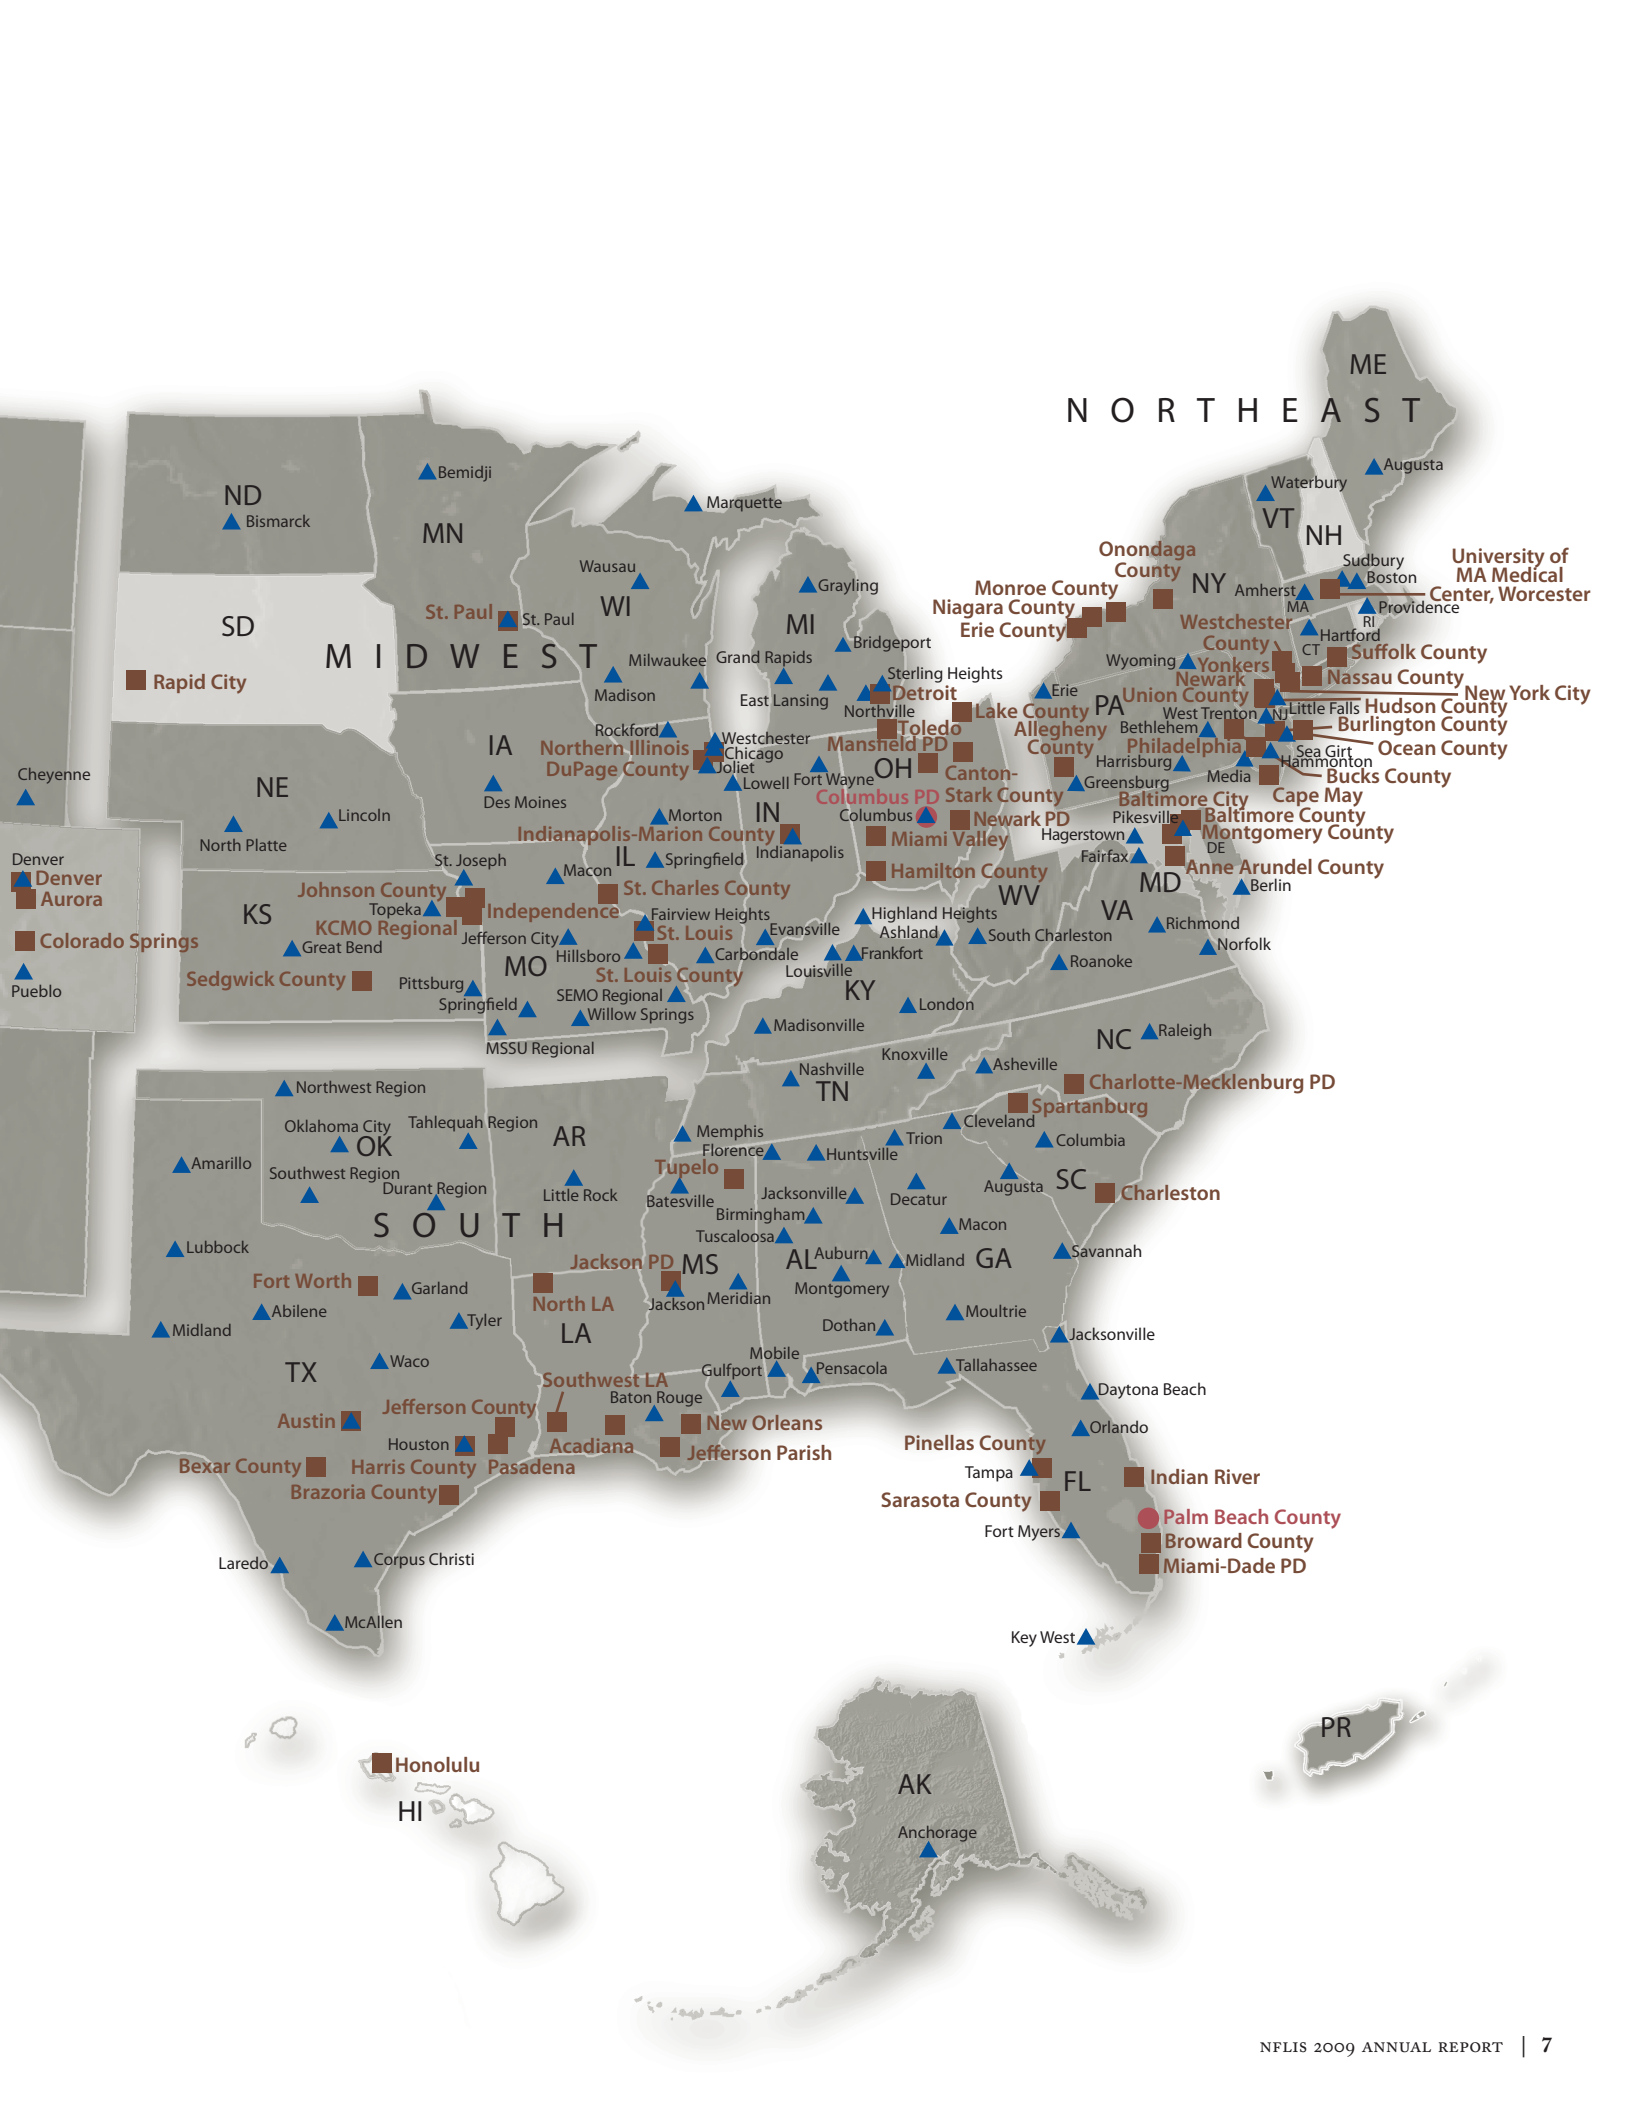 ME
NORTHEAST
Augusta
Bemidji
Waterbury
ND
Marquette
Bismarck
VT
MN
NH
Onondaga
County
Sudbury
University of
MA Medical
Center, Worcester
Wausau
Grayling
Monroe County
NY
Amherst
Boston
WI
Niagara County
MA
Providence
St. Paul
St. Paul
SD
MI
Erie County
Westchester
County
RI
Hartford
CT
MIDWEST
Bridgeport
Suffolk County
Milwaukee
Grand Rapids
Wyoming
Yonkers
Rapid City
Sterling Heights
Newark
Nassau County
Madison
East Lansing
Detroit
Erie
Union County
New York City
Northville
Lake County
PA
West Trenton
NJ
Little Falls
Hudson County
Rockford
Toledo
Allegheny
County
Bethlehem
Burlington County
IA
Northern Illinois
Westchester
Chicago
Mansfield PD
Philadelphia
Sea Girt
Ocean County
DuPage County
Joliet
OH
Harrisburg
Hammonton
Cheyenne
Lowell
Fort Wayne
Canton-
Stark County
Greensburg
Media
Bucks County
NE
Des Moines
Columbus PD
Baltimore City
Cape May
Lincoln
Morton
IN
Columbus
Newark PD
Pikesville
Baltimore County
North Platte
Indianapolis-Marion County
Miami Valley
Hagerstown
Montgomery County
Denver
St. Joseph
IL
Springfield
Indianapolis
Fairfax
DE
Denver
Macon
Hamilton County
Anne Arundel County
Aurora
Johnson County
St. Charles County
WV
MD
Berlin
KS
Topeka
Independence
Fairview Heights
Highland Heights
VA
KCMO Regional
St. Louis
Evansville
Ashland
South Charleston
Richmond
Colorado Springs
Great Bend
Jefferson City
Hillsboro
Carbondale
Frankfort
Norfolk
MO
St. Louis County
Louisville
Roanoke
Sedgwick County
Pittsburg
Pueblo
SEMO Regional
KY
Springfield
Willow Springs
London
Madisonville
MSSU Regional
NC
Raleigh
Knoxville
Asheville
Northwest Region
Nashville
TN
Charlotte-Mecklenburg PD
Spartanburg
Oklahoma City
Tahlequah Region
AR
Memphis
Cleveland
OK
Florence
Huntsville
Trion
Columbia
Amarillo
Southwest Region
Tupelo
Durant Region
Little Rock
Batesville
Jacksonville
Decatur
Augusta
SC
Charleston
SOUTH
Birmingham
Macon
Tuscaloosa
Lubbock
Jackson PD
MS
AL
Auburn
Midland
GA
Savannah
Fort Worth
Garland
North LA
Jackson
Meridian
Montgomery
Abilene
Tyler
LA
Dothan
Moultrie
Midland
Jacksonville
Waco
Mobile
TX
Gulfport
Pensacola
Tallahassee
Southwest LA
Baton Rouge
Daytona Beach
Jefferson County
Austin
New Orleans
Orlando
Houston
Acadiana
Jefferson Parish
Pinellas County
Bexar County
Harris County
Pasadena
Tampa
FL
Indian River
Brazoria County
Sarasota County
Palm Beach County
Fort Myers
Broward County
Laredo
Corpus Christi
Miami-Dade PD
McAllen
Key West
PR
Honolulu
AK
HI
Anchorage
NFLIS 2009 ANNUAL REPORT | 7